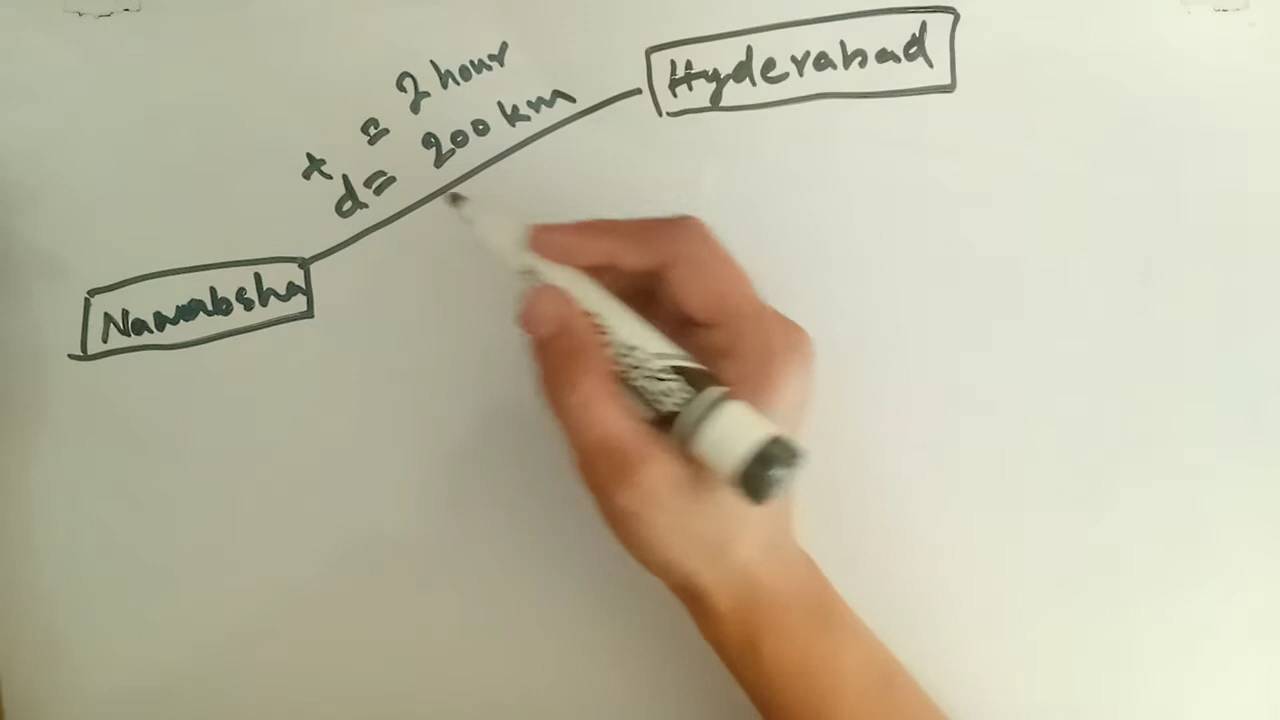 Hyderabad
t = 2 hour
d = 200 km
Nawabsha